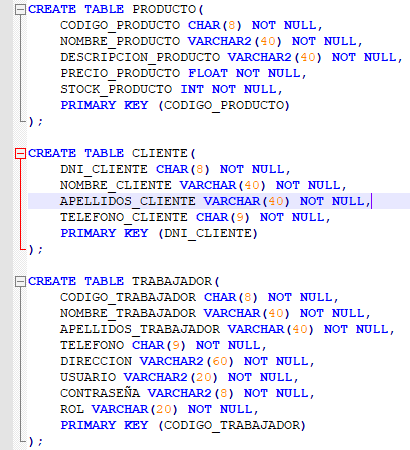 CREATE TABLE PRODUCTO(
CODIGO_PRODUCTO CHAR(8) NOT NULL,
NOMBRE_PRODUCTO VARCHAR2(40) NOT NULL,
DESCRIPCION_PRODUCTO VARCHAR2(40) NOT NULL,
PRECIO_PRODUCTO FLOAT NOT NULL,
STOCK_PRODUCTO INT NOT NULL,
PRIMARY KEY (CODIGO_PRODUCTO)
);
CREATE TABLE CLIENTE(
DNI_CLIENTE CHAR(8) NOT NULL,
NOMBRE_CLIENTE VARCHAR(40) NOT NULL,
APELLIDOS_CLIENTE VARCHAR(40) NOT NULL,
TELEFONO_CLIENTE CHAR(9) NOT NULL,
PRIMARY KEY (DNI_CLIENTE)
);
CREATE TABLE TRABAJADOR(
CODIGO_TRABAJADOR CHAR(8) NOT NULL,
NOMBRE_TRABAJADOR VARCHAR(40) NOT NULL,
APELLIDOS_TRABAJADOR VARCHAR(40) NOT NULL,
TELEFONO CHAR(9) NOT NULL,
DIRECCION VARCHAR2(60) NOT NULL,
USUARIO VARCHAR2(20) NOT NULL,
CONTRASEÑA VARCHAR2(8) NOT NULL,
ROL VARCHAR(20) NOT NULL,
PRIMARY KEY (CODIGO_TRABAJADOR)
);